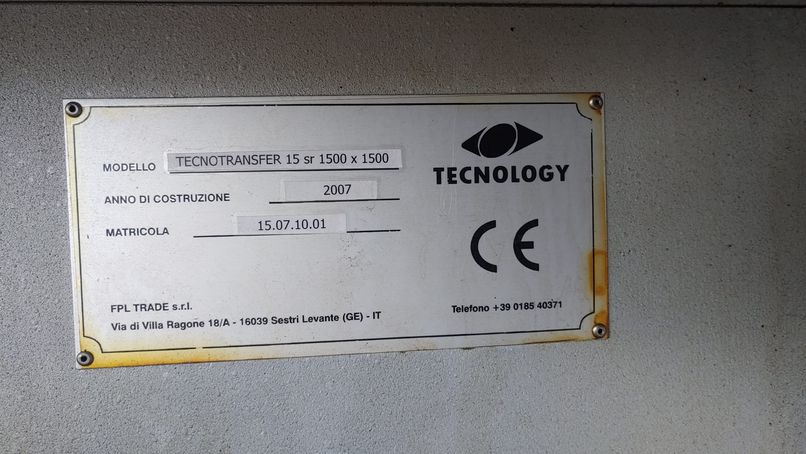 TECNOLOGY
MODELLO TECNOTRANSFER 15 sr 1500 x 1500
ANNO DI COSTRUZIONE 2007
MATRICOLA 15.07.10.01
CE
FPL TRADE s.r.l.
Via di Villa Ragone 18/A - 16039 Sestri Levante (GE) - IT
Telefono +39 0185 40371